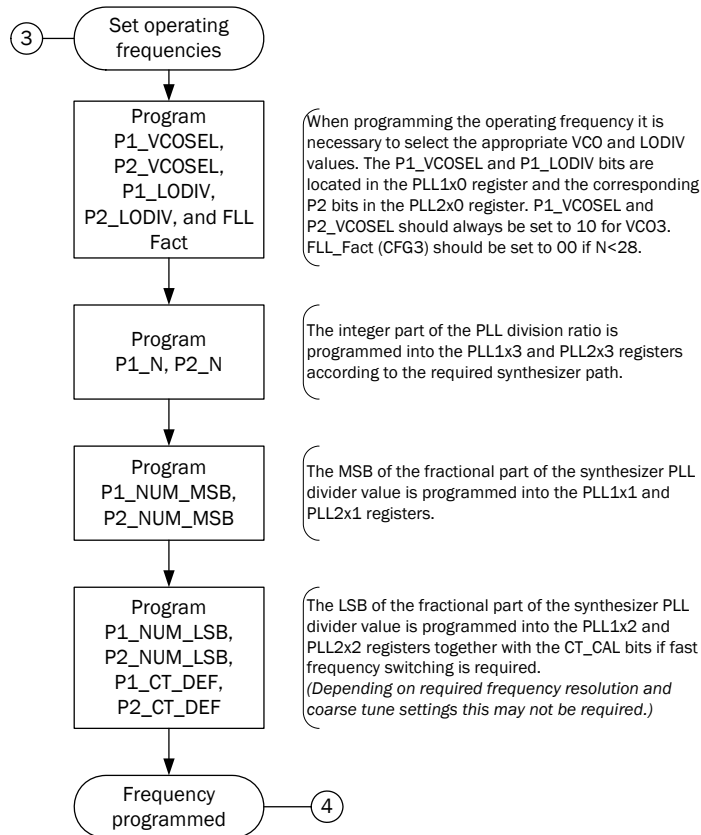 3
Set operating
frequencies
Program
P1_VCOSEL,
P2_VCOSEL,
P1_LODIV,
P2_LODIV, and FLL
Fact
When programming the operating frequency it is
necessary to select the appropriate VCO and LODIV
values. The P1_VCOSEL and P1_LODIV bits are
located in the PLL1x0 register and the corresponding
P2 bits in the PLL2x0 register. P1_VCOSEL and
P2_VCOSEL should always be set to 10 for VCO3.
FLL_Fact (CFG3) should be set to 00 if N<28.
Program
P1_N, P2_N
The integer part of the PLL division ratio is
programmed into the PLL1x3 and PLL2x3 registers
according to the required synthesizer path.
Program
P1_NUM_MSB,
P2_NUM_MSB
The MSB of the fractional part of the synthesizer PLL
divider value is programmed into the PLL1x1 and
PLL2x1 registers.
Program
P1_NUM_LSB,
P2_NUM_LSB,
P1_CT_DEF,
P2_CT_DEF
The LSB of the fractional part of the synthesizer PLL
divider value is programmed into the PLL1x2 and
PLL2x2 registers together with the CT_CAL bits if fast
frequency switching is required.
(Depending on required frequency resolution and
coarse tune settings this may not be required.)
Frequency
programmed
4